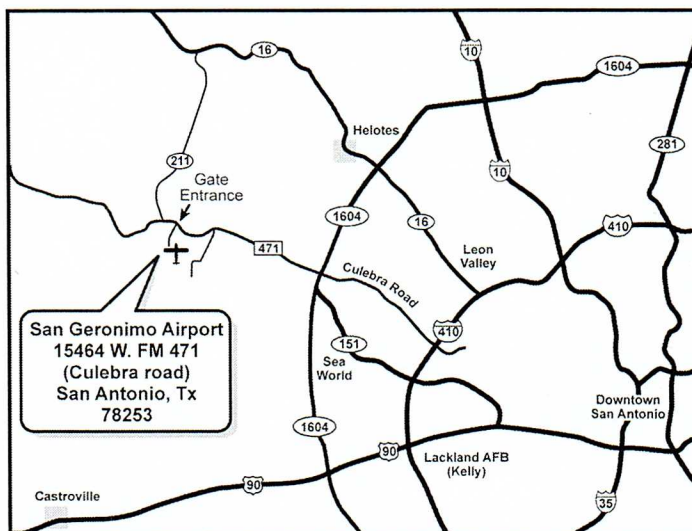 16
10
1604
Helotes
281
211
Gate
Entrance
10
1604
16
410
471
Leon
Valley
Culebra Road
410
San Geronimo Airport
15464 W. FM 471
(Culebra road)
San Antonio, Tx
78253
151
Sea
World
Downtown
San Antonio
1604
90
Lackland AFB
(Kelly)
90
Castroville
35